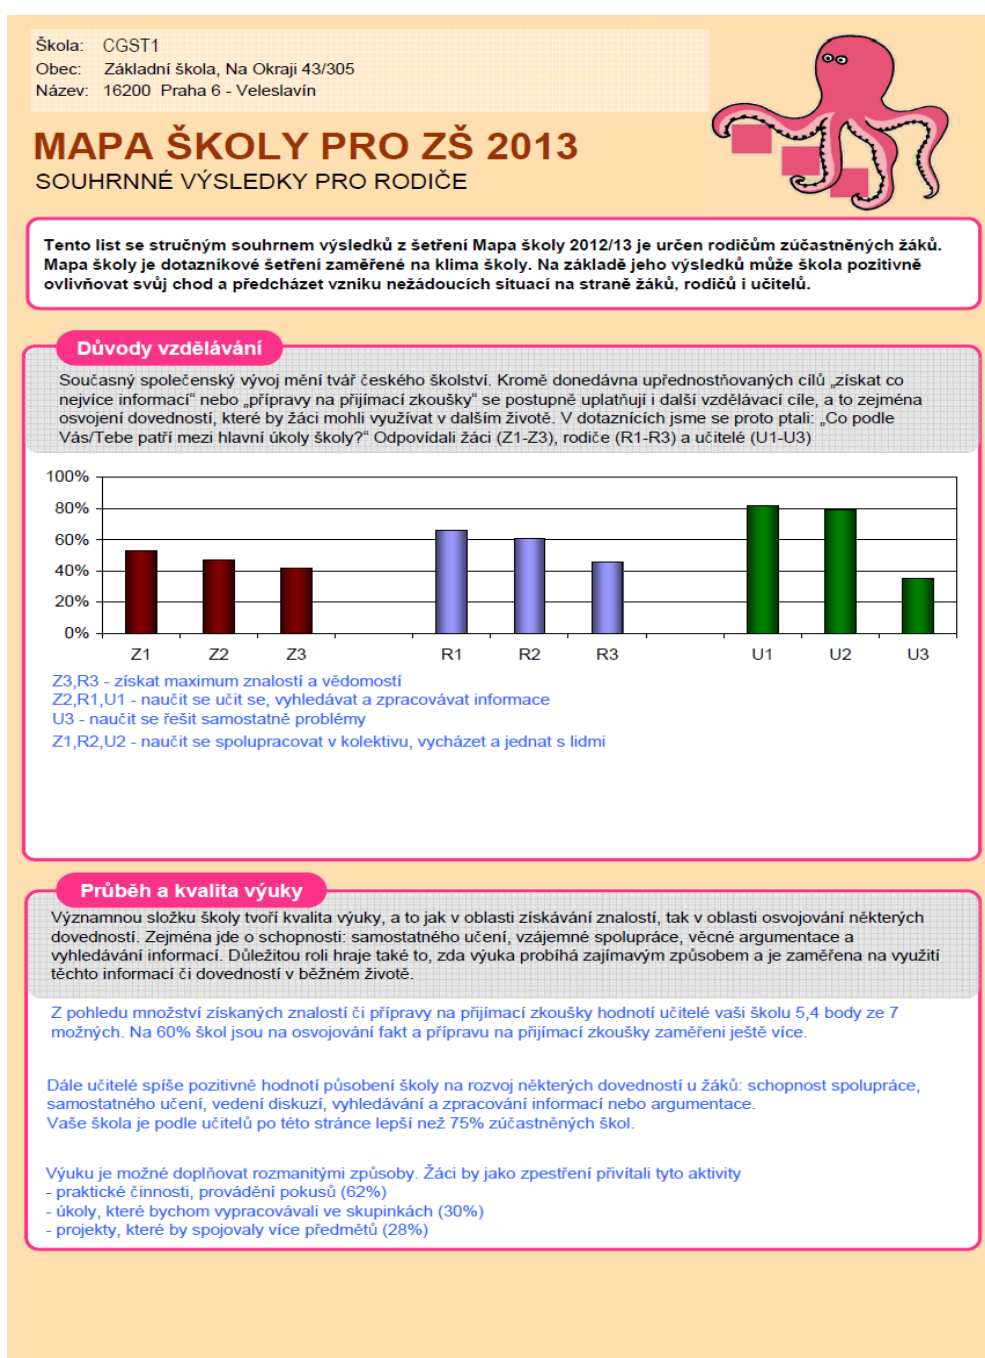 Škola: CGST1
Obec: Základní škola, Na Okraji 43/305
Název: 16200 Praha 6 - Veleslavín
MAPA ŠKOLY PRO ZŠ 2013
SOUHRNNÉ VÝSLEDKY PRO RODIČE
Tento list se stručným souhrnem výsledků z šetření Mapa školy 2012/13 je určen rodičům zúčastněných žáků.
Mapa školy je dotazníkové šetření zaměřené na klima školy. Na základě jeho výsledků může škola pozitivně
ovlivňovat svůj chod a předcházet vzniku nežádoucích situací na straně žáků, rodičů i učitelů.
Důvody vzdělávání
Současný společenský vývoj mění tvář českého školství. Kromě donedávna upřednostňovaných cílů „získat co
nejvíce informací“ nebo „přípravy na přijímací zkoušky“ se postupně uplatňují i další vzdělávací cíle, a to zejména
osvojení dovedností, které by žáci mohli využívat v dalším životě. V dotaznících jsme se proto ptali: „Co podle
Vás/Tebe patří mezi hlavní úkoly školy?“ Odpovídali žáci (Z1-Z3), rodiče (R1-R3) a učitelé (U1-U3)
100%
80%
60%
40%
20%
0%
Z1 Z2 Z3 R1 R2 R3 U1 U2 U3
Z3,R3 - získat maximum znalostí a vědomostí
Z2,R1,U1 - naučit se učit se, vyhledávat a zpracovávat informace
U3 - naučit se řešit samostatně problémy
Z1,R2,U2 - naučit se spolupracovat v kolektivu, vycházet a jednat s lidmi
Průběh a kvalita výuky
Významnou složku školy tvoří kvalita výuky, a to jak v oblasti získávání znalostí, tak v oblasti osvojování některých
dovedností. Zejména jde o schopnosti: samostatného učení, vzájemné spolupráce, věcné argumentace a
vyhledávání informací. Důležitou roli hraje také to, zda výuka probíhá zajímavým způsobem a je zaměřena na využití
těchto informací či dovedností v běžném životě.
Z pohledu množství získaných znalostí či přípravy na přijímací zkoušky hodnotí učitelé vaši školu 5,4 body ze 7
možných. Na 60% škol jsou na osvojování fakt a přípravu na přijímací zkoušky zaměřeni ještě více.
Dále učitelé spíše pozitivně hodnotí působení školy na rozvoj některých dovedností u žáků: schopnost spolupráce,
samostatného učení, vedení diskuzí, vyhledávání a zpracování informací nebo argumentace.
Vaše škola je podle učitelů po této stránce lepší než 75% zúčastněných škol.
Výuku je možné doplňovat rozmanitými způsoby. Žáci by jako zpestření přivítali tyto aktivity
- praktické činnosti, provádění pokusů (62%)
- úkoly, které bychom vypracovávali ve skupinkách (30%)
- projekty, které by spojovaly více předmětů (28%)